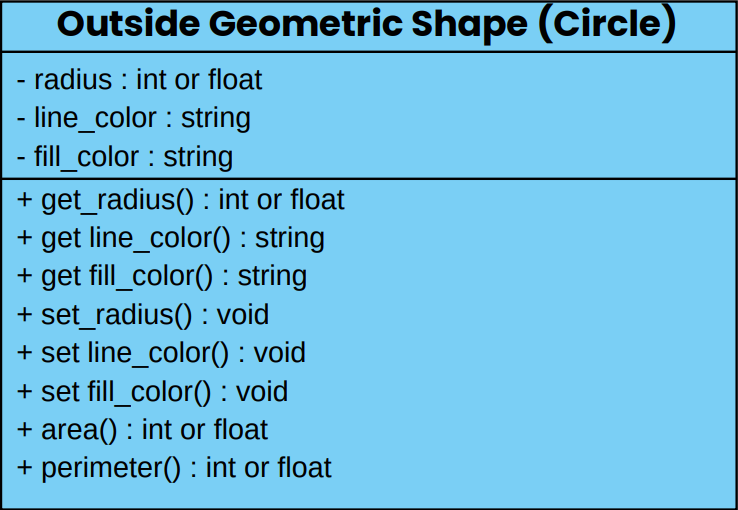 Outside Geometric Shape (Circle)
- radius : int or float
- line_color : string
- fill_color : string
+ get_radius() : int or float
+ get line_color() : string
+ get fill_color() : string
+ set_radius() : void
+ set line_color() : void
+ set fill_color() : void
+ area() : int or float
+ perimeter() : int or float